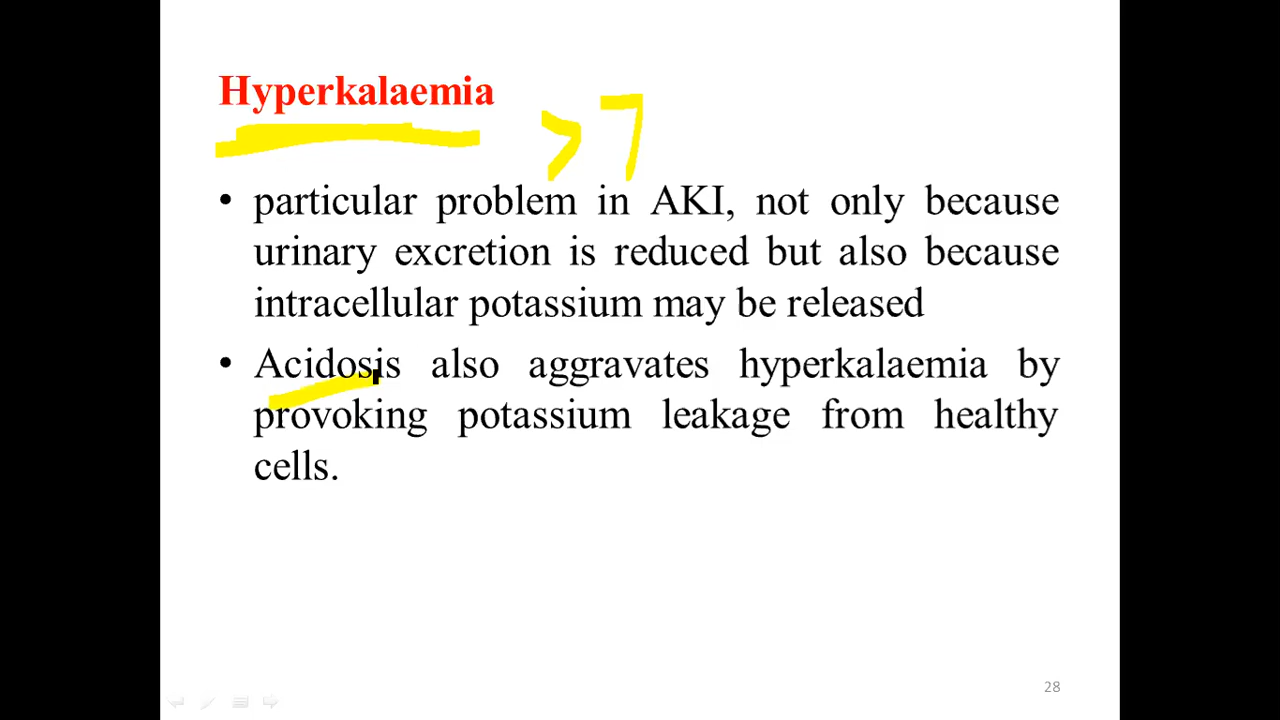 Hyperkalaemia
>7
• particular problem in AKI, not only because
urinary excretion is reduced but also because
intracellular potassium may be released
• Acidosis also aggravates hyperkalaemia by
provoking potassium leakage from healthy
cells.
28